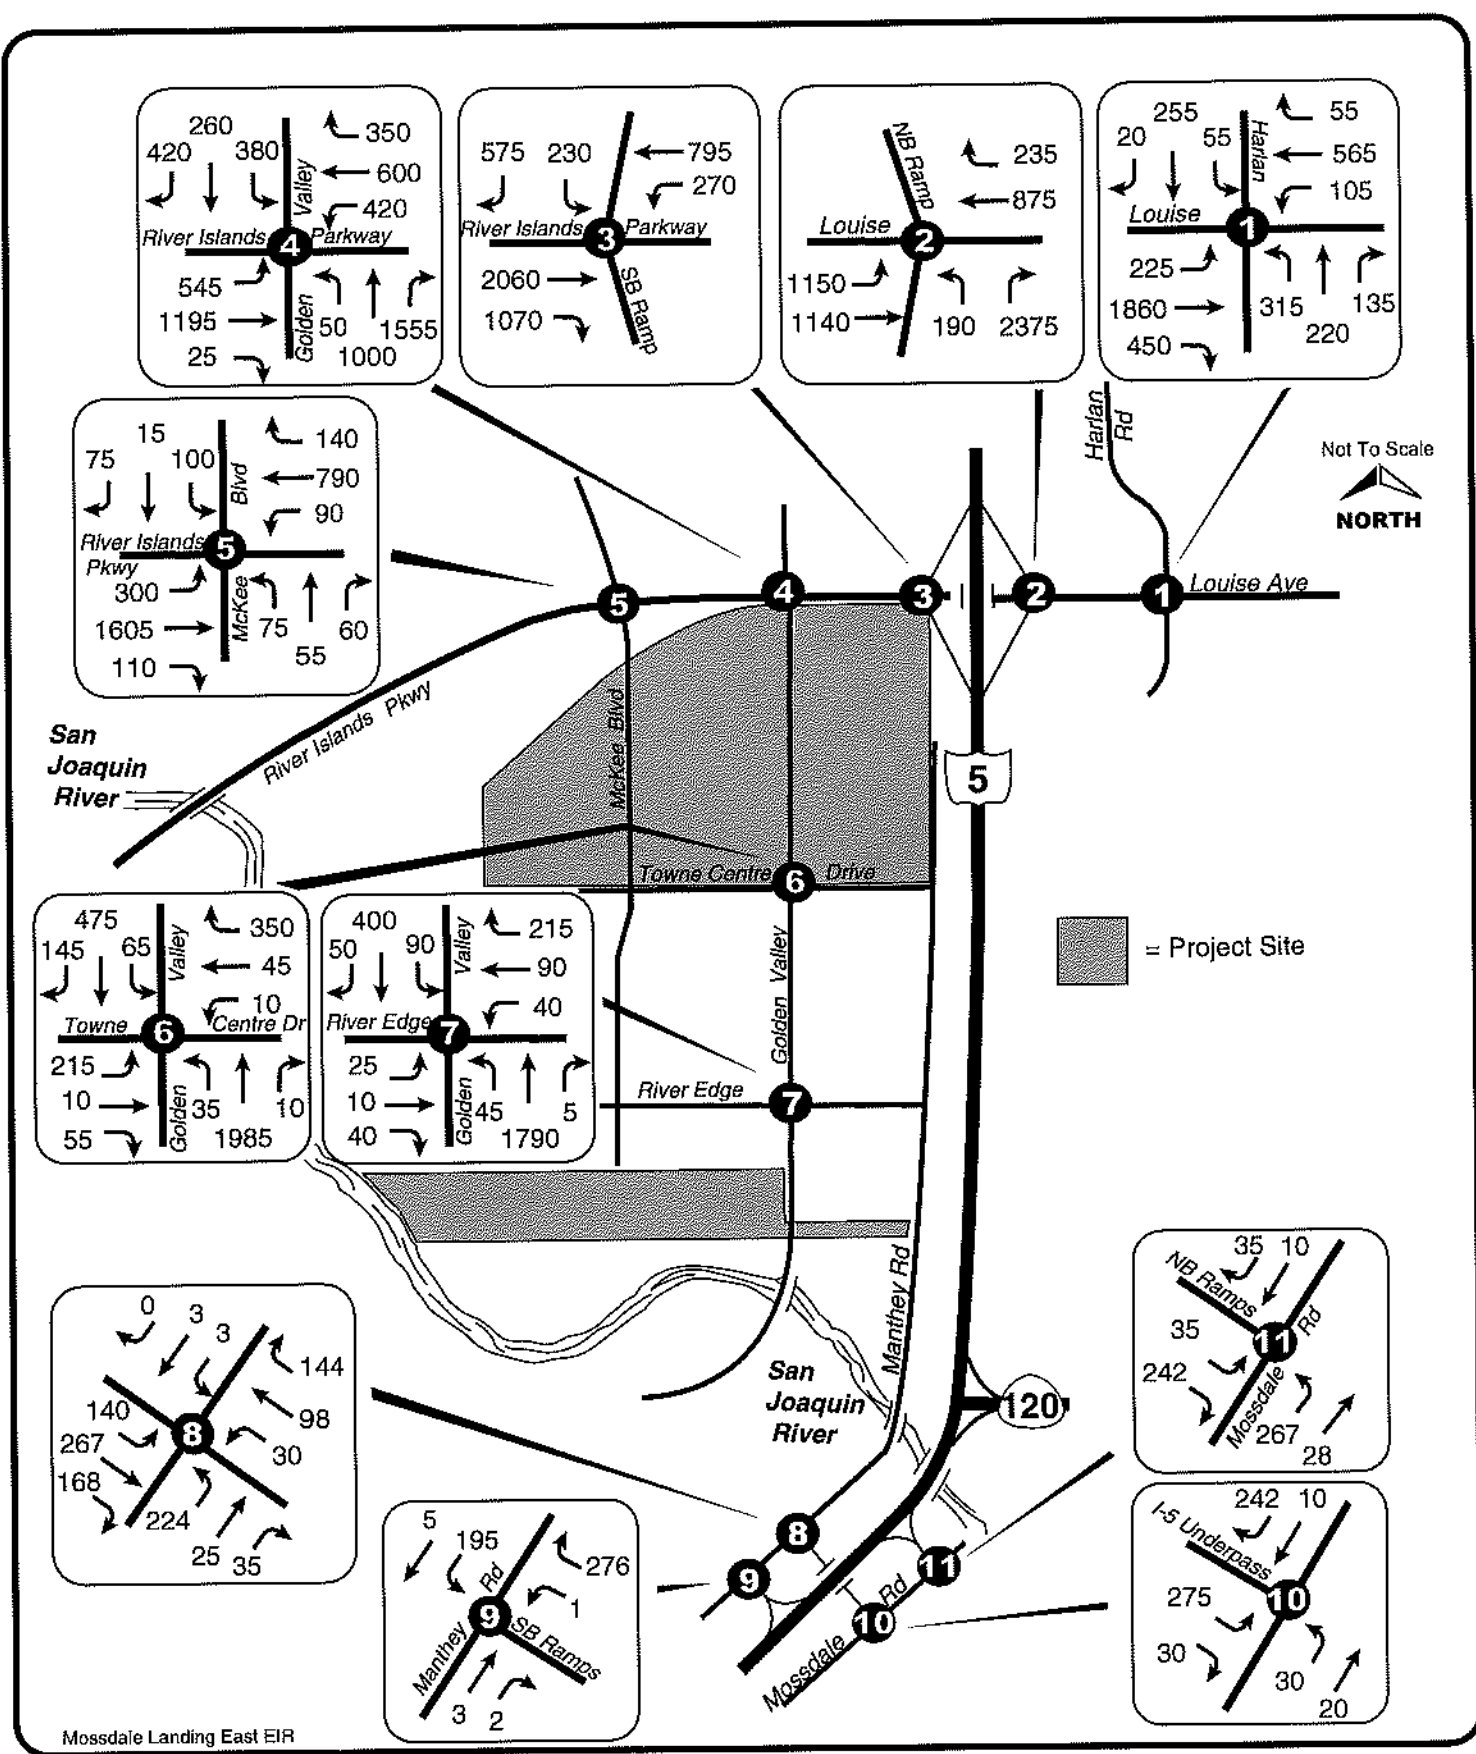 260
420
380
350
600
420
Valley
River Islands
4
Parkway
545
1195
25
Golden
50
1000
1555
575
230
795
270
River Islands
3
Parkway
2060
1070
SB Ramp
NB Ramp
235
875
Louise
2
1150
1140
190
2375
255
20
55
Harlan
55
565
105
Louise
1
225
1860
450
315
220
135
15
75
100
Blvd
140
790
90
River Islands
Pkwy
5
300
1605
110
McKee
75
55
60
Harlan
Rd
Not To Scale
NORTH
5
4
3
2
1
Louise Ave
River Islands Pkwy
McKee Blvd
San
Joaquin
River
5
Towne Centre
6
Drive
Golden Valley
= Project Site
475
145
65
Valley
350
45
10
Towne
6
Centre Dr
215
10
55
Golden
35
1985
10
400
50
90
Valley
215
90
40
River Edge
7
25
10
40
Golden
45
1790
5
River Edge
7
Manthey Rd
San
Joaquin
River
120
0
3
3
144
98
30
140
267
168
8
224
25
35
5
195
Rd
276
1
9
Manthey
SB Ramps
3
2
8
9
11
10
Mossdale Rd
35
10
NB Ramps
35
242
11
Rd
Mossdale
267
28
242
10
I-5 Underpass
275
30
10
30
20
Mossdale Landing East EIR